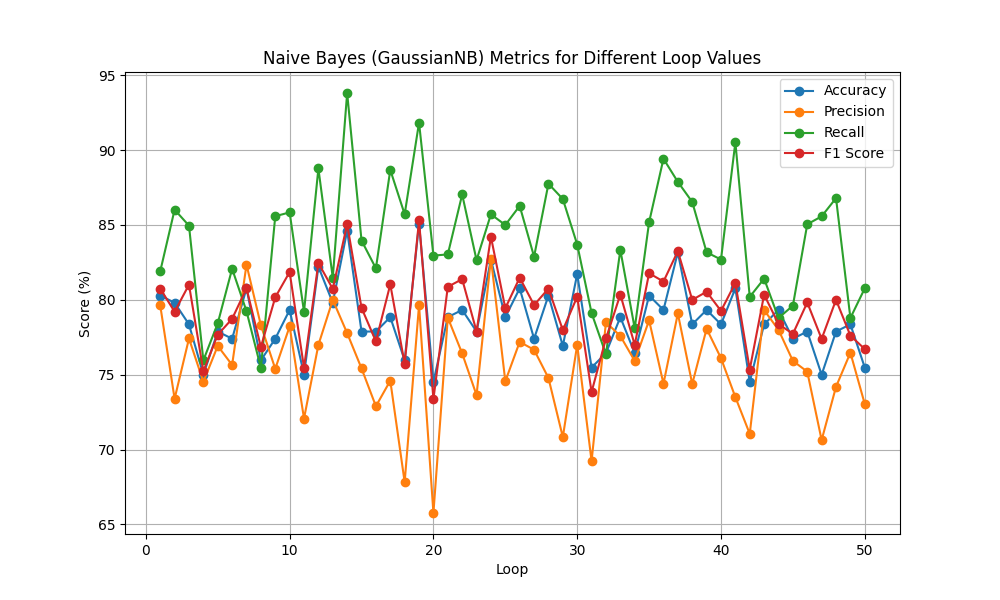 Naive Bayes (GaussianNB) Metrics for Different Loop Values
95
90
85
80
75
70
65
Score (%)
Accuracy
Precision
Recall
F1 Score
0 10 20 30 40 50
Loop